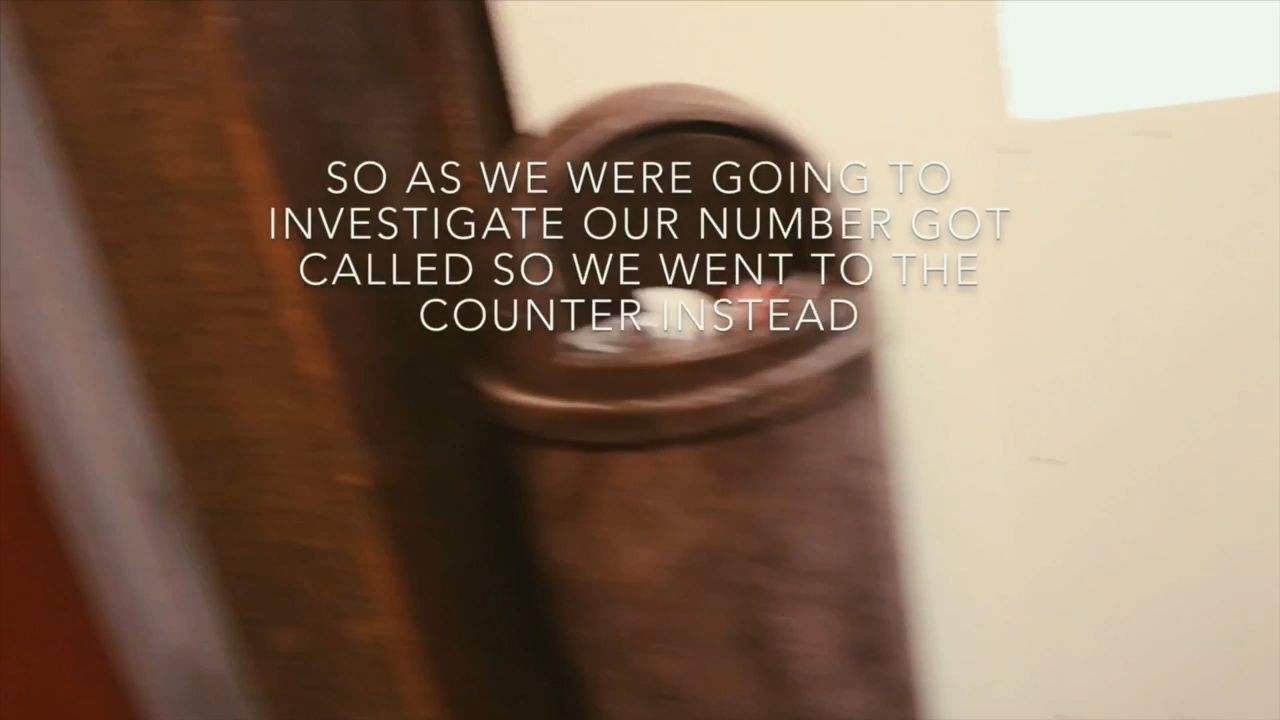 SO AS WE WERE GOING TO
INVESTIGATE OUR NUMBER GOT
CALLED SO WE WENT TO THE
COUNTER INSTEAD